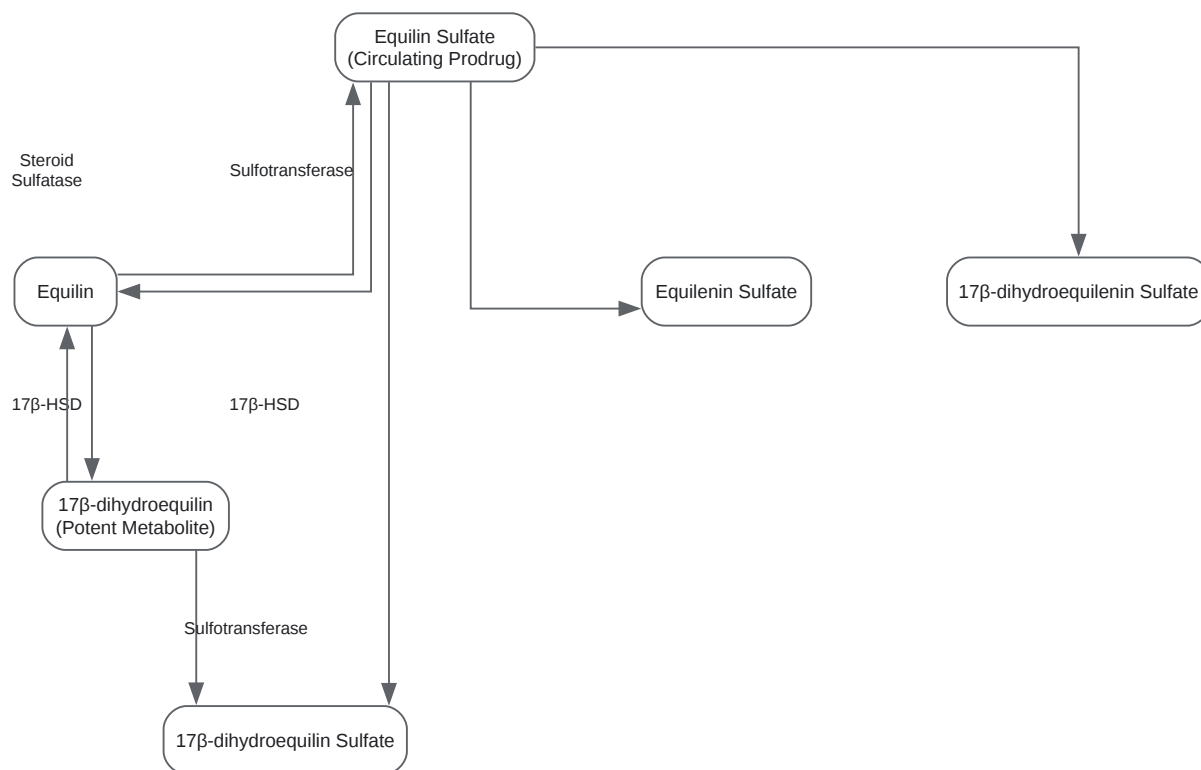 Equilin Sulfate
(Circulating Prodrug)
Steroid
Sulfatase
Sulfotransferase
Equilin
Equilenin Sulfate
17β-dihydroequilenin Sulfate
17β-HSD
17β-HSD
17β-dihydroequilin
(Potent Metabolite)
Sulfotransferase
17β-dihydroequilin Sulfate